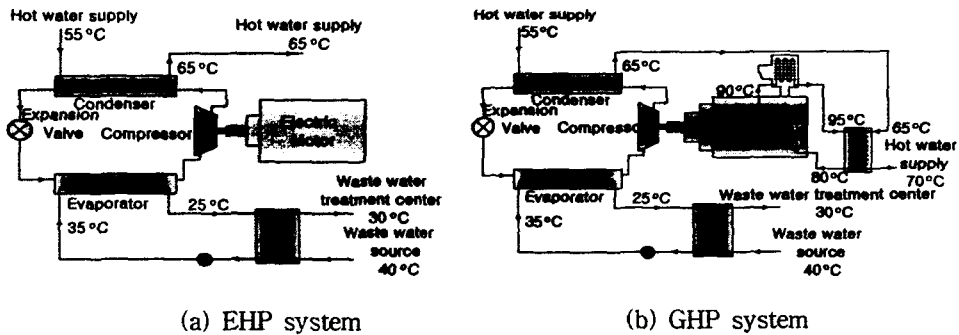 Hot water supply
55°C
Hot water supply
65°C
65°C
Condenser
Expansion
Valve
Compressor
Electric
Motor
Evaporator
25°C
35°C
Waste water
treatment center
30°C
Waste water
source
40°C
(a) EHP system
Hot water supply
55°C
65°C
Condenser
90°C
Expansion
Valve
Compressor
95°C
65°C
Hot water
supply
70°C
80°C
Evaporator
25°C
35°C
Waste water treatment center
30°C
Waste water
source
40°C
(b) GHP system